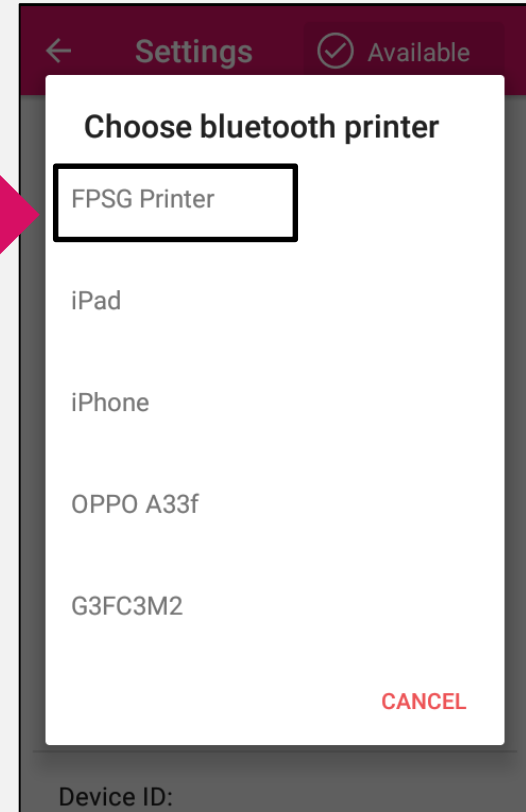 Settings Available
Choose bluetooth printer
FPSG Printer
iPad
iPhone
OPPO A33f
G3FC3M2
CANCEL
Device ID: